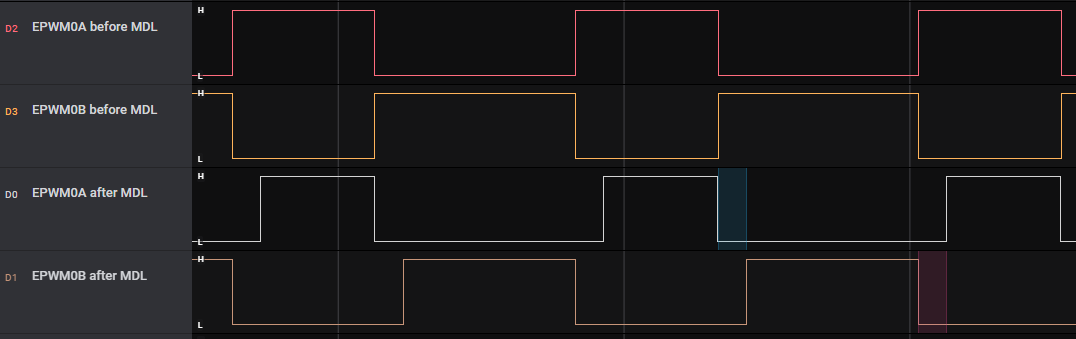 H
D2 EPWM0A before MDL
L
H
D3 EPWM0B before MDL
L
H
D0 EPWM0A after MDL
L
H
D1 EPWM0B after MDL
L